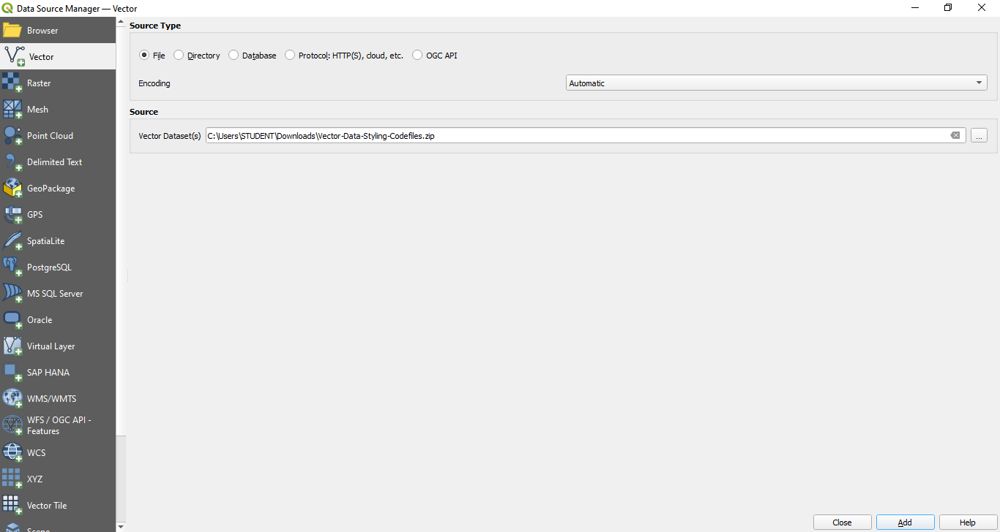 Data Source Manager — Vector
Browser
Vector
Raster
Mesh
Point Cloud
Delimited Text
GeoPackage
GPS
SpatiaLite
PostgreSQL
MS SQL Server
Oracle
Virtual Layer
SAP HANA
WMS/WMTS
WFS / OGC API -
Features
WCS
XYZ
Vector Tile
Scene
Source Type
File Directory Database Protocol: HTTP(S), cloud, etc. OGC API
Encoding Automatic
Source
Vector Dataset(s) C:\Users\STUDENT\Downloads\Vector-Data-Styling-Codefiles.zip ...
Close Add Help